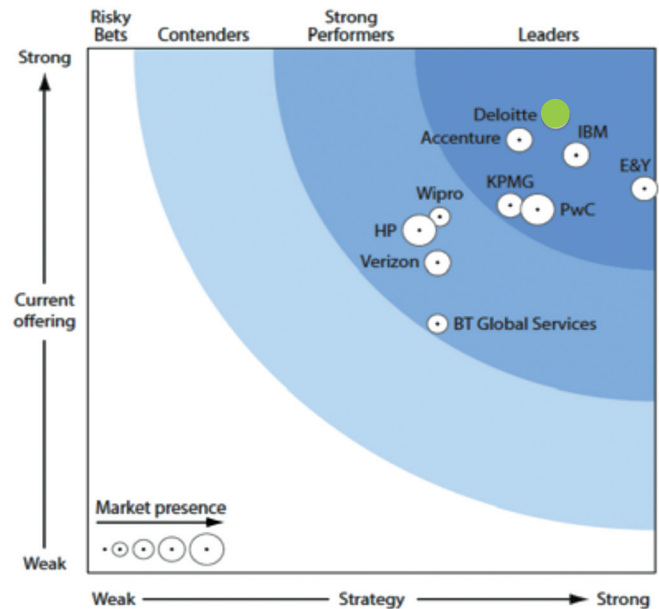 Risky
Bets
Contenders
Strong
Performers
Leaders
Strong
Deloitte
Accenture
IBM
E&Y
KPMG
PwC
Wipro
HP
Verizon
BT Global Services
Current
offering
Market presence
Weak
Weak
Strategy
Strong